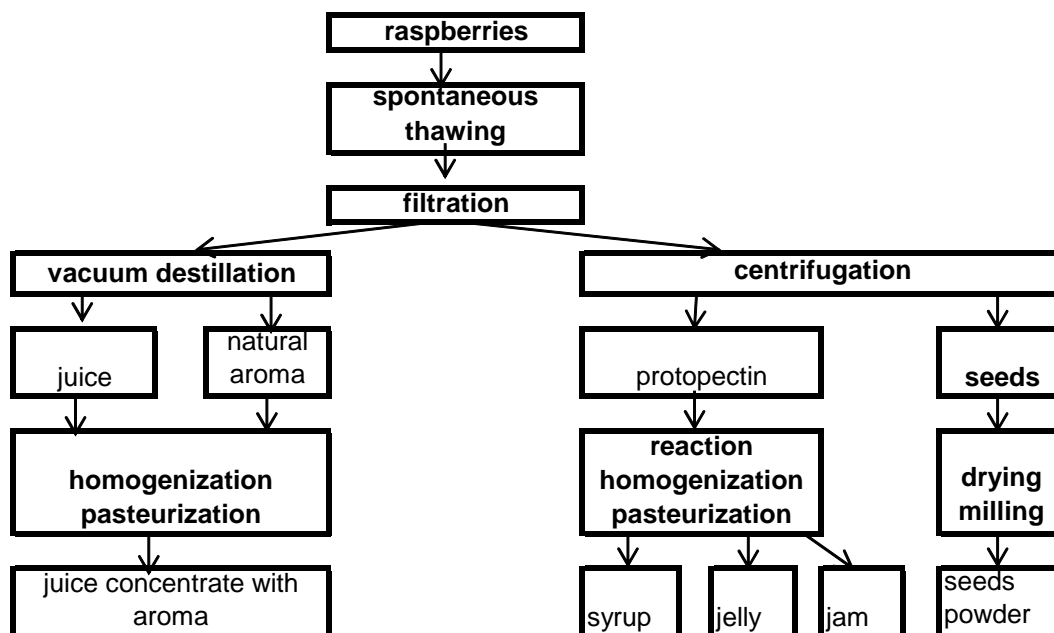 raspberries
spontaneous
thawing
filtration
vacuum destillation
centrifugation
juice
natural
aroma
protopectin
seeds
homogenization
pasteurization
reaction
homogenization
pasteurization
drying
milling
juice concentrate with
aroma
syrup
jelly
jam
seeds
powder